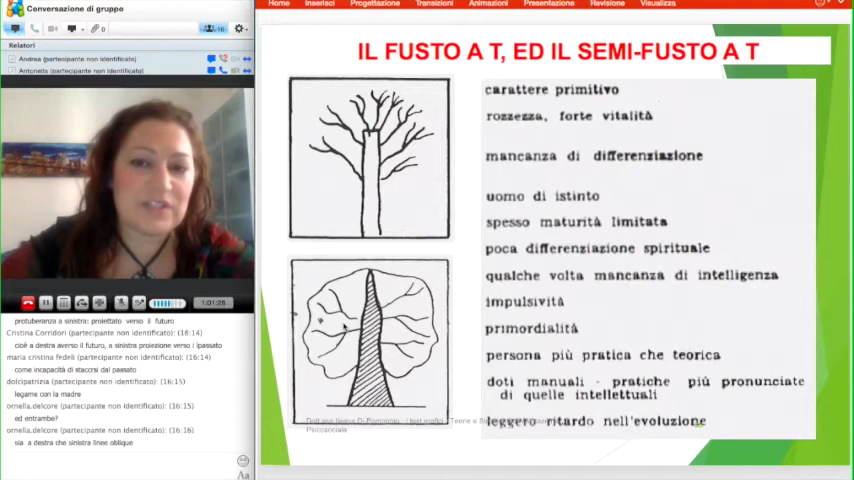 Conversazione di gruppo
16
0
Relatori
Andrea (partecipante non identificato)
Antonella (partecipante non identificato)
1:01:26
protuberanza a sinistra: proiettato verso il futuro
Cristina Corridori (partecipante non identificato): (16:14)
cioè a destra averso il futuro, a sinistra proizione verso i lpassato
maria cristina fedeli (partecipante non identificato): (16:14)
come incapacità di staccrsi dal passato
dolcipatrizia (partecipante non identificato): (16:15)
legame con la madre
ornella.delcore (partecipante non identificato): (16:15)
ed entrambe?
ornella.delcore (partecipante non identificato): (16:16)
sia a destra che sinistra linee oblique
Aa
Home Inserisci Progettazione Transizioni Animazioni Presentazione Revisione Visualizza
IL FUSTO A T, ED IL SEMI-FUSTO A T
carattere primitivo
rozzezza, forte vitalità
mancanza di differenziazione
uomo di istinto
spesso maturità limitata
poca differenziazione spirituale
qualche volta mancanza di intelligenza
impulsività
primordialità
persona più pratica che teorica
doti manuali - pratiche più pronunciate
di quelle intellettuali
leggero ritardo nell'evoluzione
Psicosociale